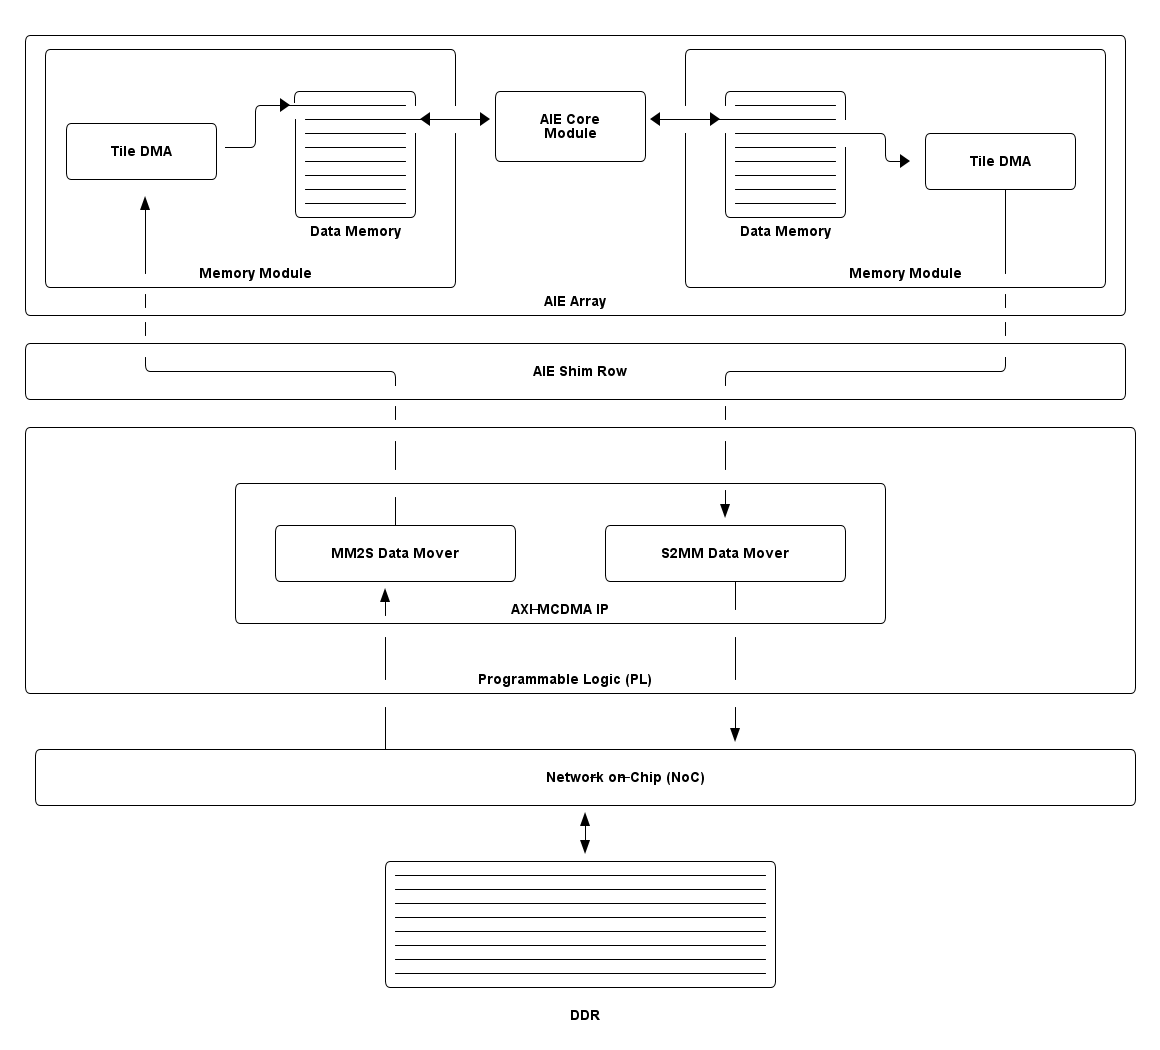 AIE Core
Module
Tile DMA
Tile DMA
Data Memory
Data Memory
Memory Module
Memory Module
AIE Array
AIE Shim Row
MM2S Data Mover
S2MM Data Mover
AXI-MCDMA IP
Programmable Logic (PL)
Network-on-Chip (NoC)
DDR